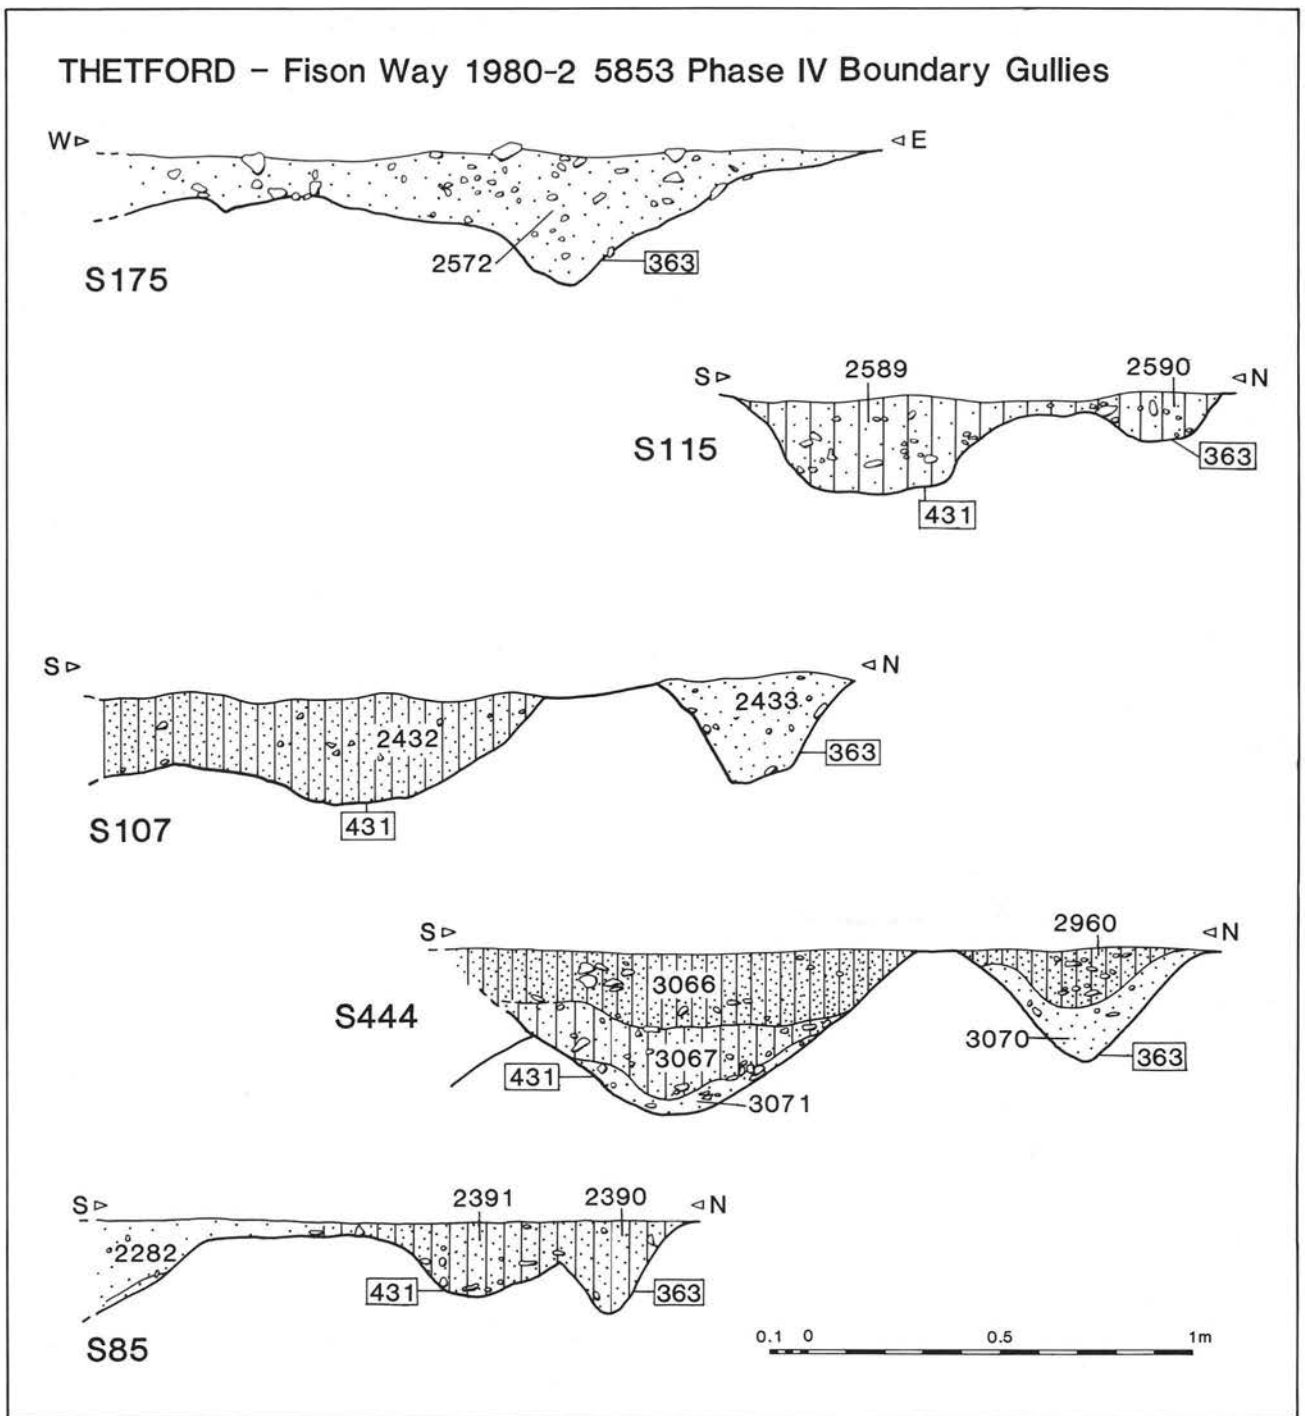 THETFORD – Fison Way 1980-2 5853 Phase IV Boundary Gullies
W E
2572 363
S175
S 2589 2590 N
S115 363
431
S N
2433
2432 363
431
S107
S 2960 N
3066
S444
3067 3070 363
431
3071
S 2391 2390 N
2282
431 363
S85
0.1 0 0.5 1m